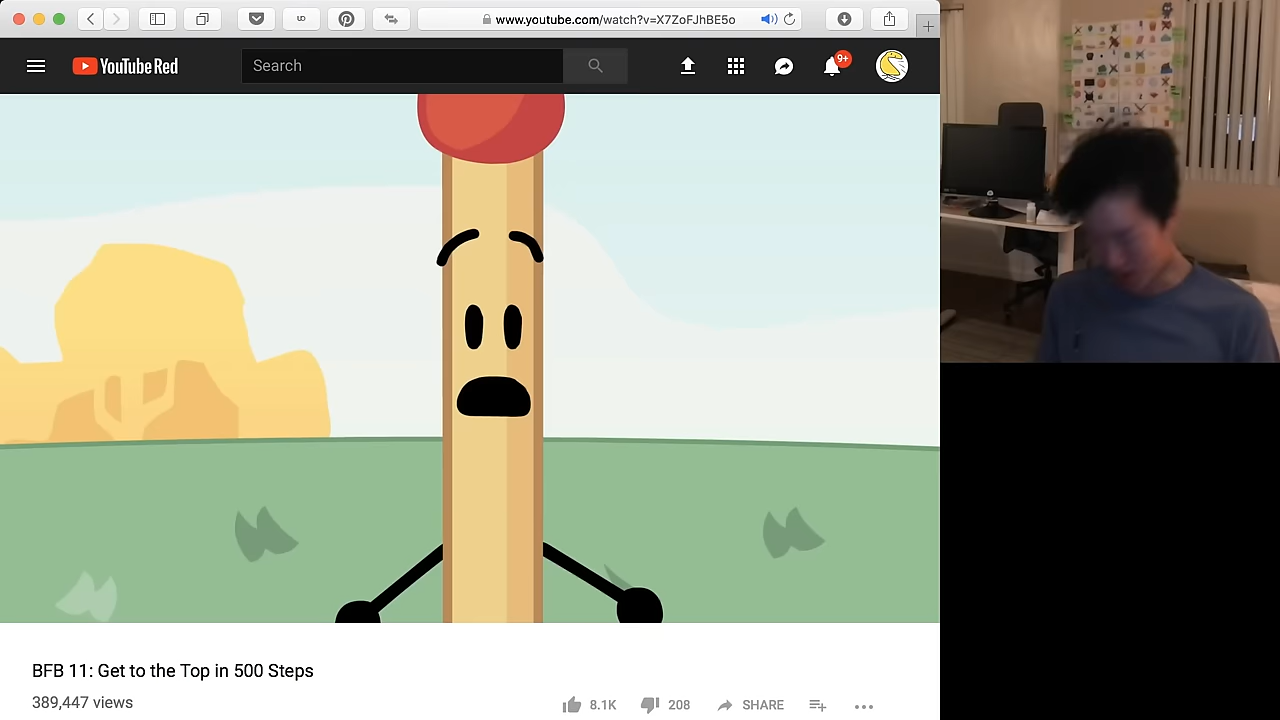 www.youtube.com/watch?v=X7ZoFJhBE5o
YouTube Red
Search
9+
BFB 11: Get to the Top in 500 Steps
389,447 views
8.1K
208
SHARE